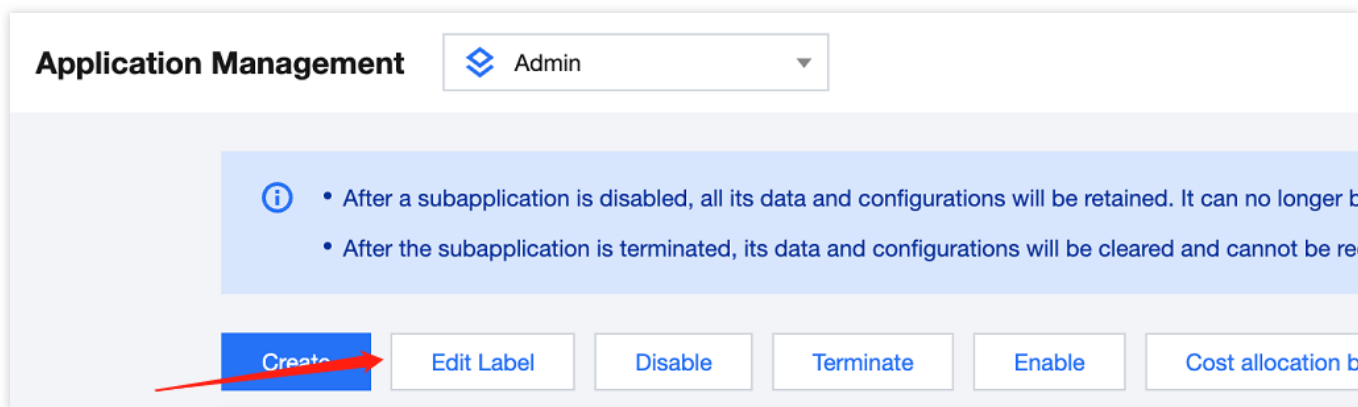 Application Management Admin
After a subapplication is disabled, all its data and configurations will be retained. It can no longer
After the subapplication is terminated, its data and configurations will be cleared and cannot be
Create Edit Label Disable Terminate Enable Cost allocation